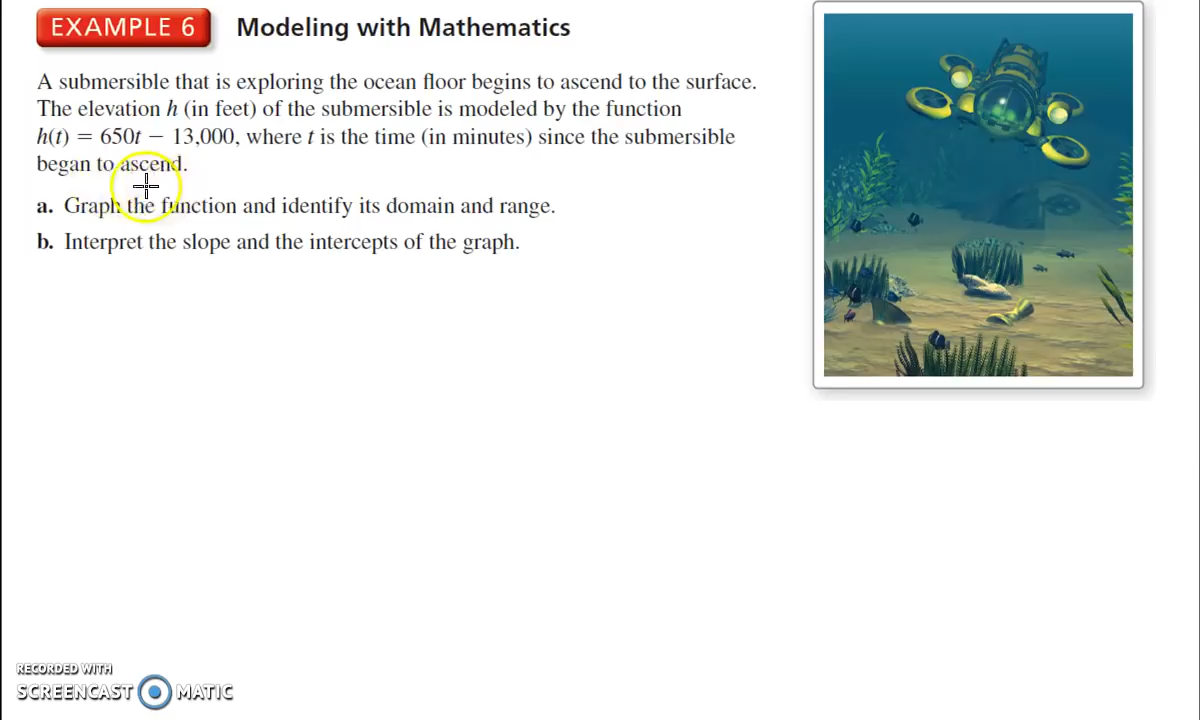 EXAMPLE 6 Modeling with Mathematics
A submersible that is exploring the ocean floor begins to ascend to the surface.
The elevation h (in feet) of the submersible is modeled by the function
h(t) = 650t − 13,000, where t is the time (in minutes) since the submersible
began to ascend.
a. Graph the function and identify its domain and range.
b. Interpret the slope and the intercepts of the graph.
RECORDED WITH
SCREENCAST MATIC